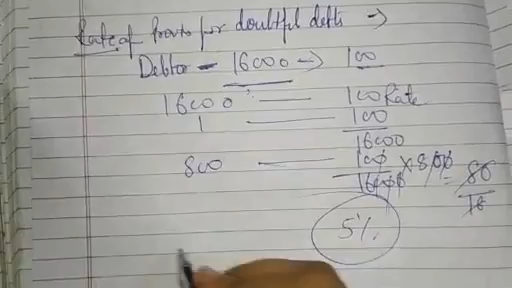 Rate of Provis for doubtful debts →
Debtor - 16000 → 100
16000 — 100 Rate
1 — 100
16000
800 — 100 × 800 = 80
16000 16
5%